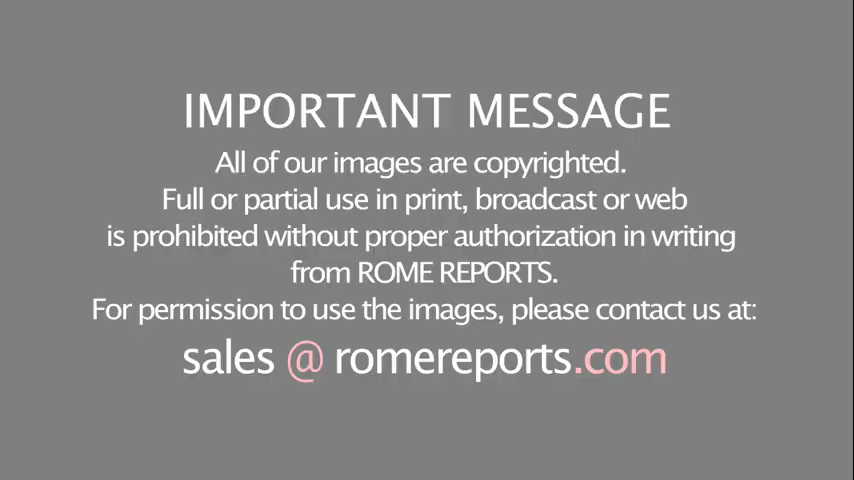 IMPORTANT MESSAGE
All of our images are copyrighted.
Full or partial use in print, broadcast or web
is prohibited without proper authorization in writing
from ROME REPORTS.
For permission to use the images, please contact us at:
sales @ romereports.com